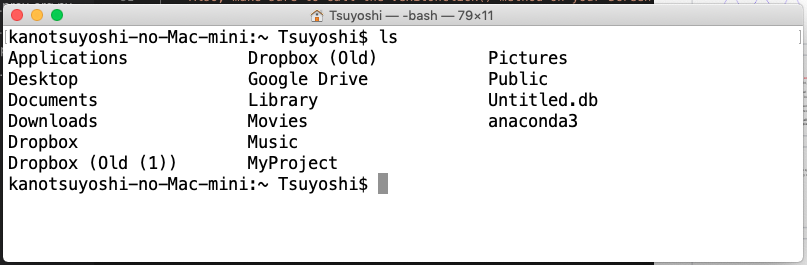 Tsuyoshi — -bash — 79×11
kanotsuyoshi-no-Mac-mini:~ Tsuyoshi$ ls
Applications Dropbox (Old) Pictures
Desktop Google Drive Public
Documents Library Untitled.db
Downloads Movies anaconda3
Dropbox Music
Dropbox (Old (1)) MyProject
kanotsuyoshi-no-Mac-mini:~ Tsuyoshi$